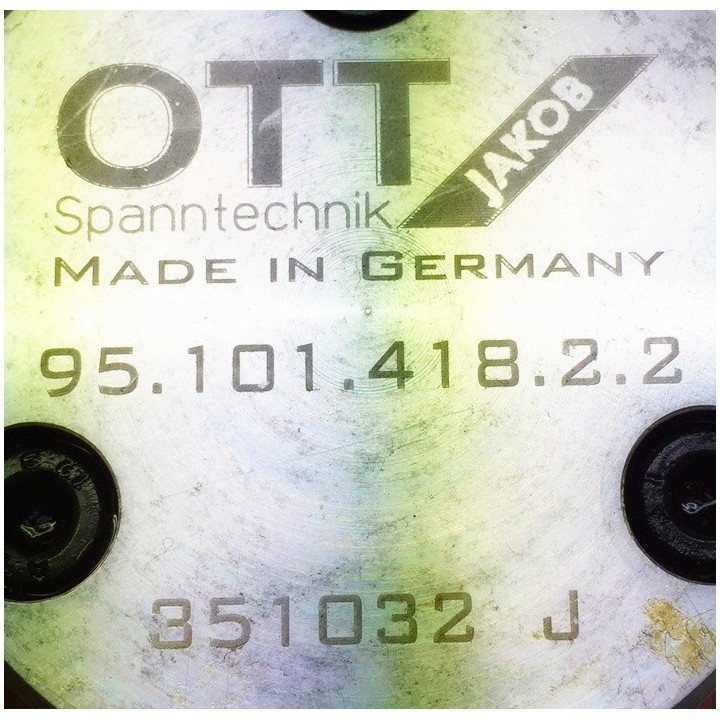 OTT JAKOB
Spanntechnik
MADE IN GERMANY
95.101.418.2.2
351032 J